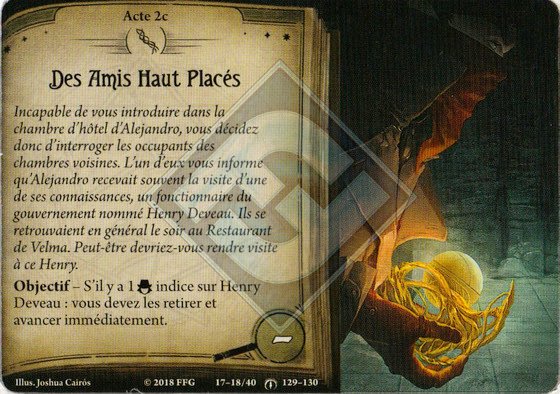 Acte 2c
Des Amis Haut Placés
Incapable de vous introduire dans la
chambre d'hôtel d'Alejandro, vous décidez
donc d'interroger les occupants des
chambres voisines. L'un d'eux vous informe
qu'Alejandro recevait souvent la visite d'une
de ses connaissances, un fonctionnaire du
gouvernement nommé Henry Deveau. Ils se
retrouvaient en général le soir au Restaurant
de Velma. Peut-être devriez-vous rendre visite
à ce Henry.
Objectif – S'il y a 1 indice sur Henry
Deveau : vous devez les retirer et
avancer immédiatement.
–
Illus. Joshua Cairós © 2018 FFG 17-18/40 129-130